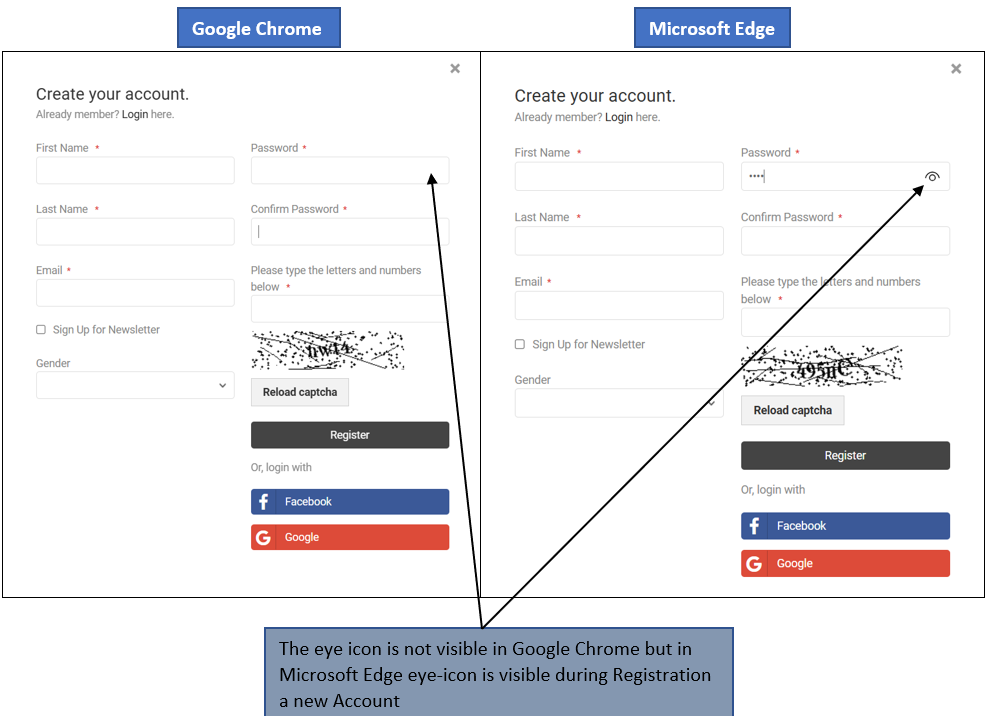 Google Chrome
Microsoft Edge
Create your account.
Already member? Login here.
First Name *
Password *
Last Name *
Confirm Password *
Email *
Please type the letters and numbers
below *
Sign Up for Newsletter
Gender
Reload captcha
Register
Or, login with
Facebook
G Google
Create your account.
Already member? Login here.
First Name *
Password *
Last Name *
Confirm Password *
Email *
Please type the letters and numbers
below *
Sign Up for Newsletter
Gender
Reload captcha
Register
Or, login with
Facebook
G Google
The eye icon is not visible in Google Chrome but in
Microsoft Edge eye-icon is visible during Registration
a new Account